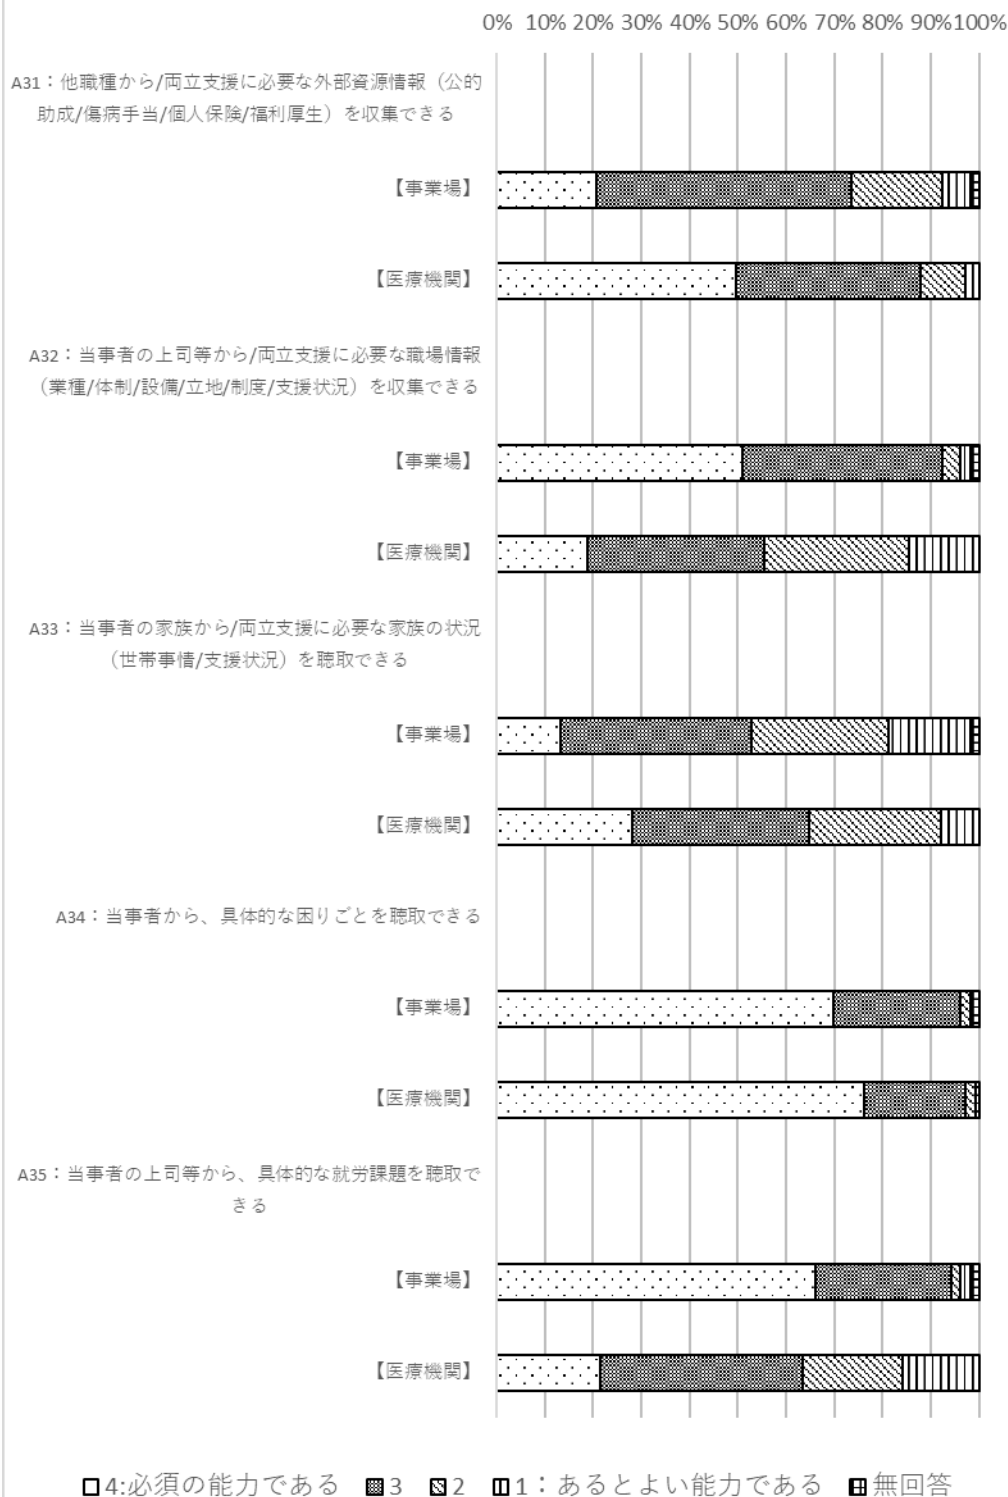 0% 10% 20% 30% 40% 50% 60% 70% 80% 90%100%
A31：他職種から/両立支援に必要な外部資源情報（公的
助成/傷病手当/個人保険/福利厚生）を収集できる
【事業場】
【医療機関】
A32：当事者の上司等から/両立支援に必要な職場情報
（業種/体制/設備/立地/制度/支援状況）を収集できる
【事業場】
【医療機関】
A33：当事者の家族から/両立支援に必要な家族の状況
（世帯事情/支援状況）を聴取できる
【事業場】
【医療機関】
A34：当事者から、具体的な困りごとを聴取できる
【事業場】
【医療機関】
A35：当事者の上司等から、具体的な就労課題を聴取で
きる
【事業場】
【医療機関】
4:必須の能力である 3 2 1：あるとよい能力である 無回答